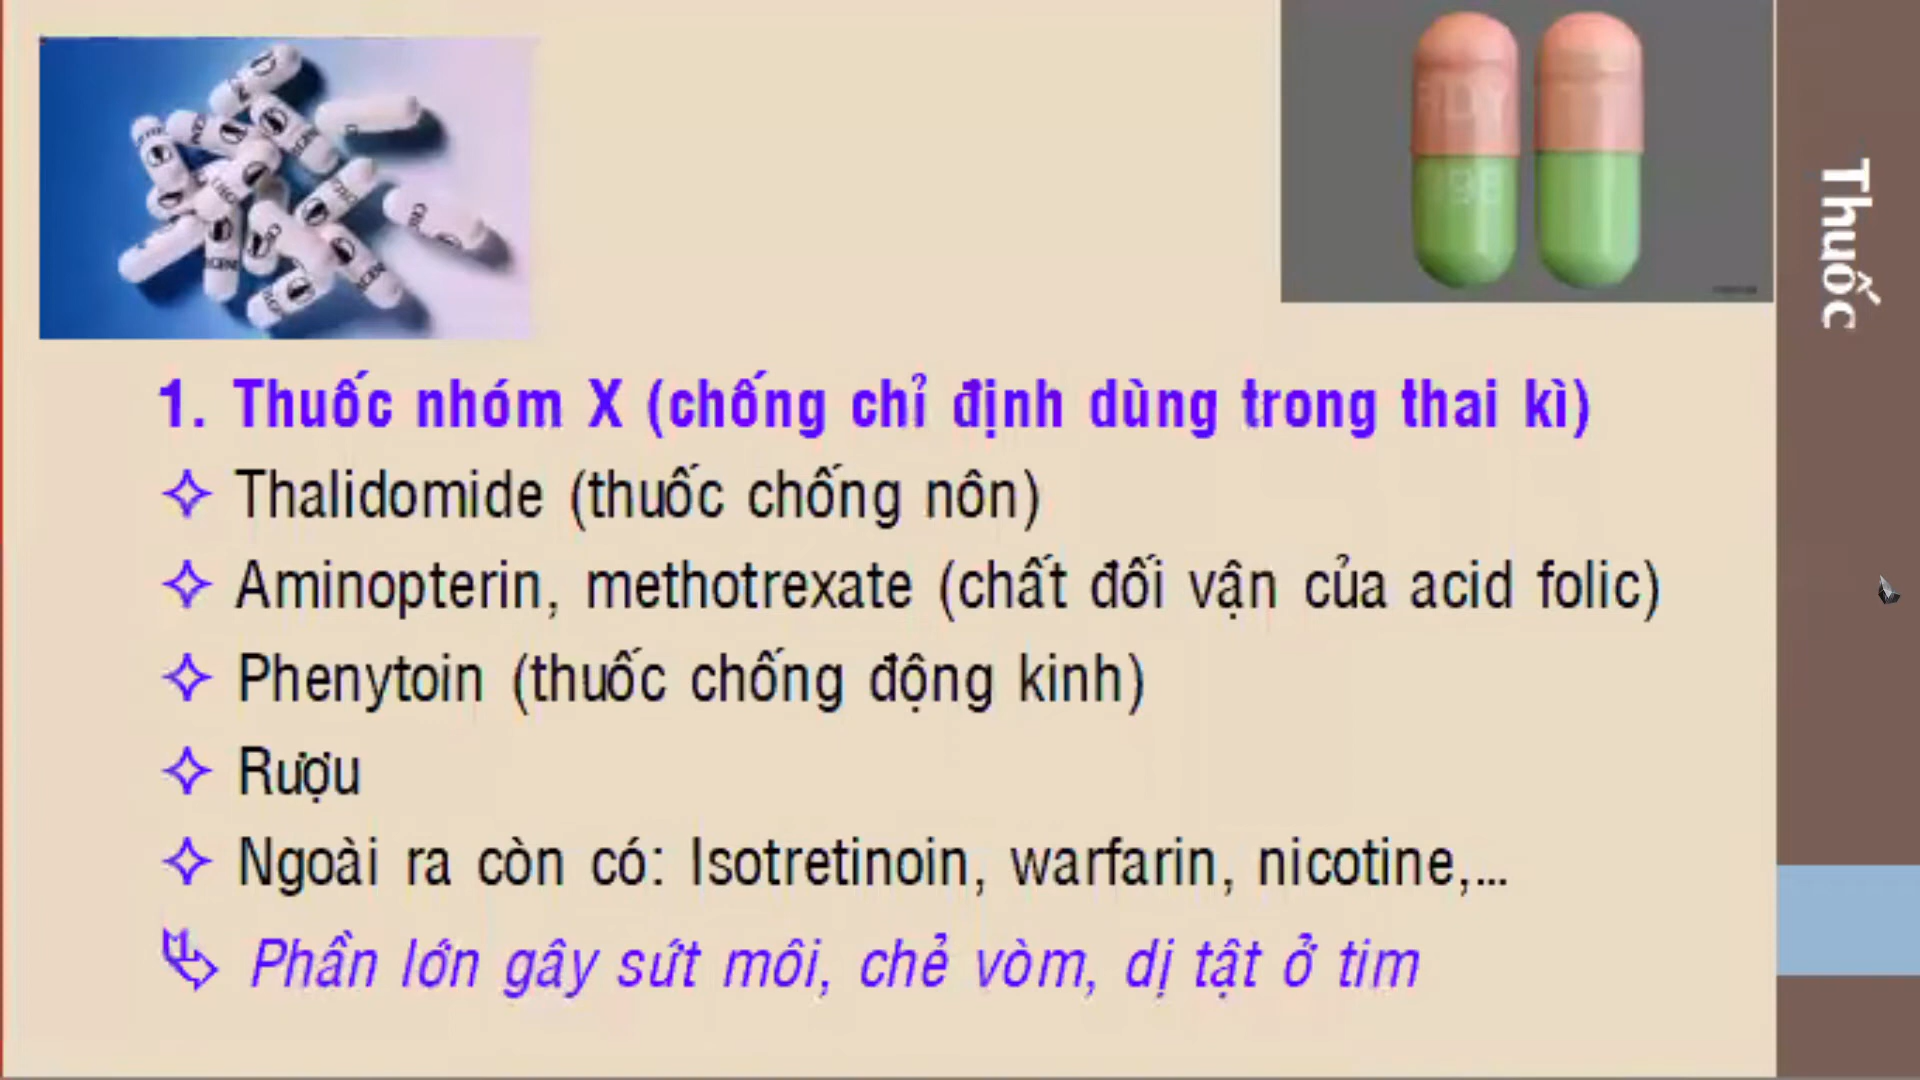 Thuốc
1. Thuốc nhóm X (chống chỉ định dùng trong thai kì)
Thalidomide (thuốc chống nôn)
Aminopterin, methotrexate (chất đối vận của acid folic)
Phenytoin (thuốc chống động kinh)
Rượu
Ngoài ra còn có: Isotretinoin, warfarin, nicotine,...
Phần lớn gây sứt môi, chẻ vòm, dị tật ở tim